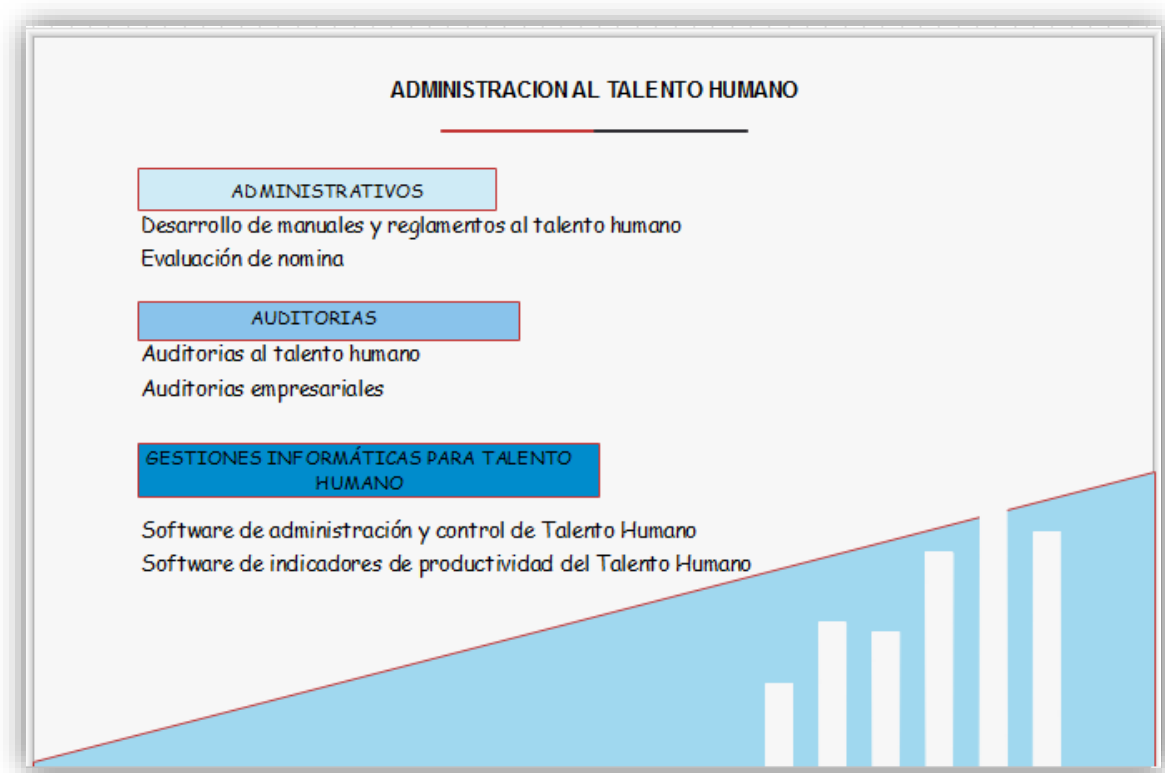 ADMINISTRACION AL TALENTO HUMANO
ADMINISTRATIVOS
Desarrollo de manuales y reglamentos al talento humano
Evaluación de nomina
AUDITORIAS
Auditorias al talento humano
Auditorias empresariales
GESTIONES INFORMÁTICAS PARA TALENTO
HUMANO
Software de administración y control de Talento Humano
Software de indicadores de productividad del Talento Humano